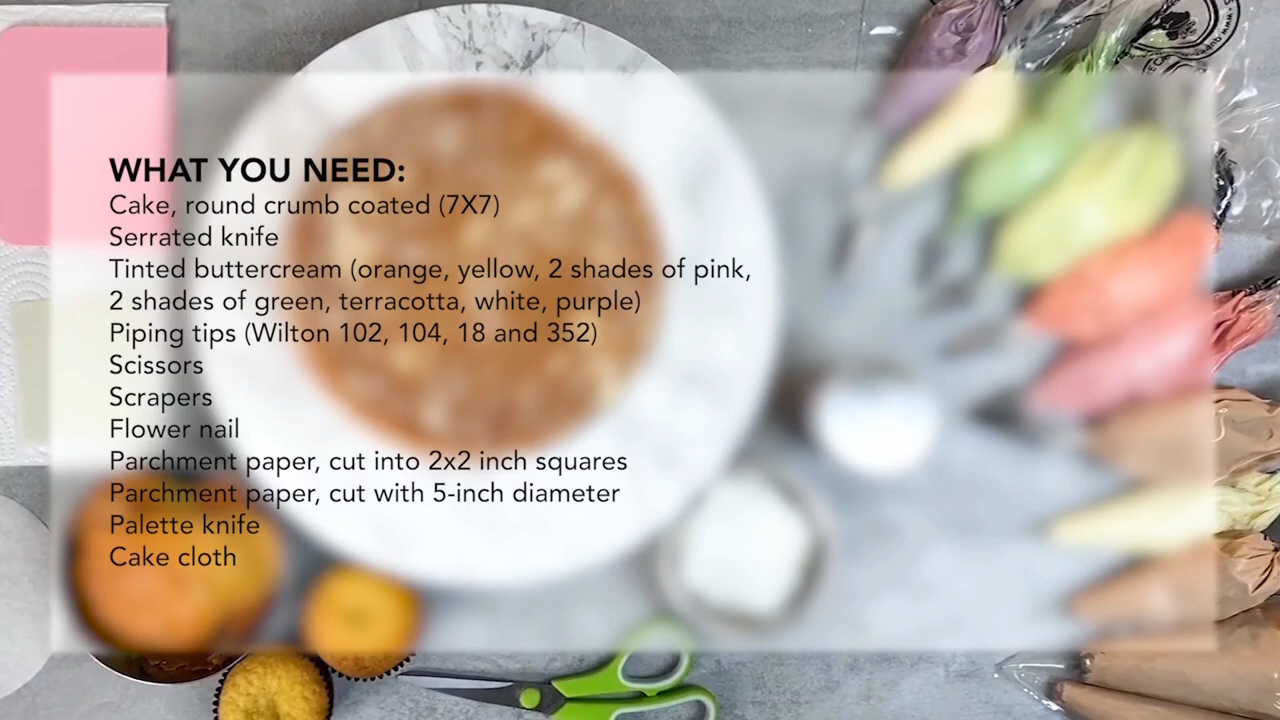 WHAT YOU NEED:
Cake, round crumb coated (7X7)
Serrated knife
Tinted buttercream (orange, yellow, 2 shades of pink,
2 shades of green, terracotta, white, purple)
Piping tips (Wilton 102, 104, 18 and 352)
Scissors
Scrapers
Flower nail
Parchment paper, cut into 2x2 inch squares
Parchment paper, cut with 5-inch diameter
Palette knife
Cake cloth